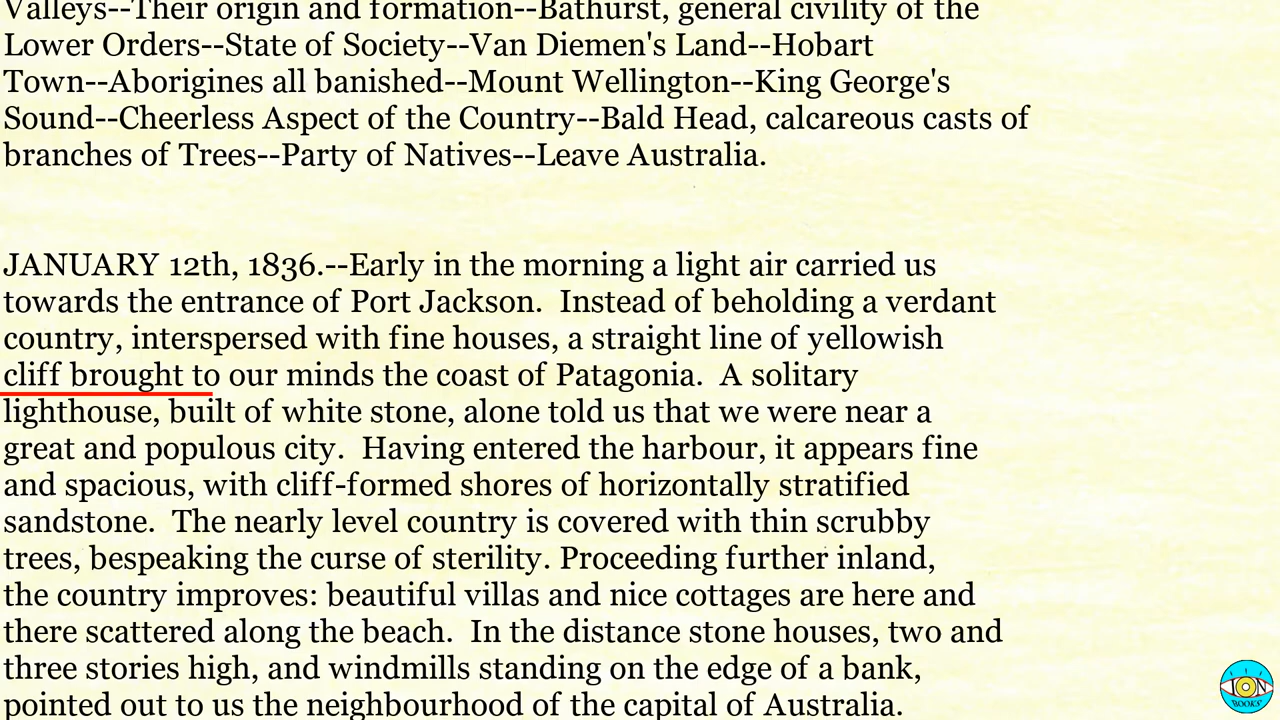 Valleys--Their origin and formation--Bathurst, general civility of the
Lower Orders--State of Society--Van Diemen's Land--Hobart
Town--Aborigines all banished--Mount Wellington--King George's
Sound--Cheerless Aspect of the Country--Bald Head, calcareous casts of
branches of Trees--Party of Natives--Leave Australia.
JANUARY 12th, 1836.--Early in the morning a light air carried us
towards the entrance of Port Jackson.  Instead of beholding a verdant
country, interspersed with fine houses, a straight line of yellowish
cliff brought to our minds the coast of Patagonia.  A solitary
lighthouse, built of white stone, alone told us that we were near a
great and populous city.  Having entered the harbour, it appears fine
and spacious, with cliff-formed shores of horizontally stratified
sandstone.  The nearly level country is covered with thin scrubby
trees, bespeaking the curse of sterility. Proceeding further inland,
the country improves: beautiful villas and nice cottages are here and
there scattered along the beach.  In the distance stone houses, two and
three stories high, and windmills standing on the edge of a bank,
pointed out to us the neighbourhood of the capital of Australia.
ION
BOOKS